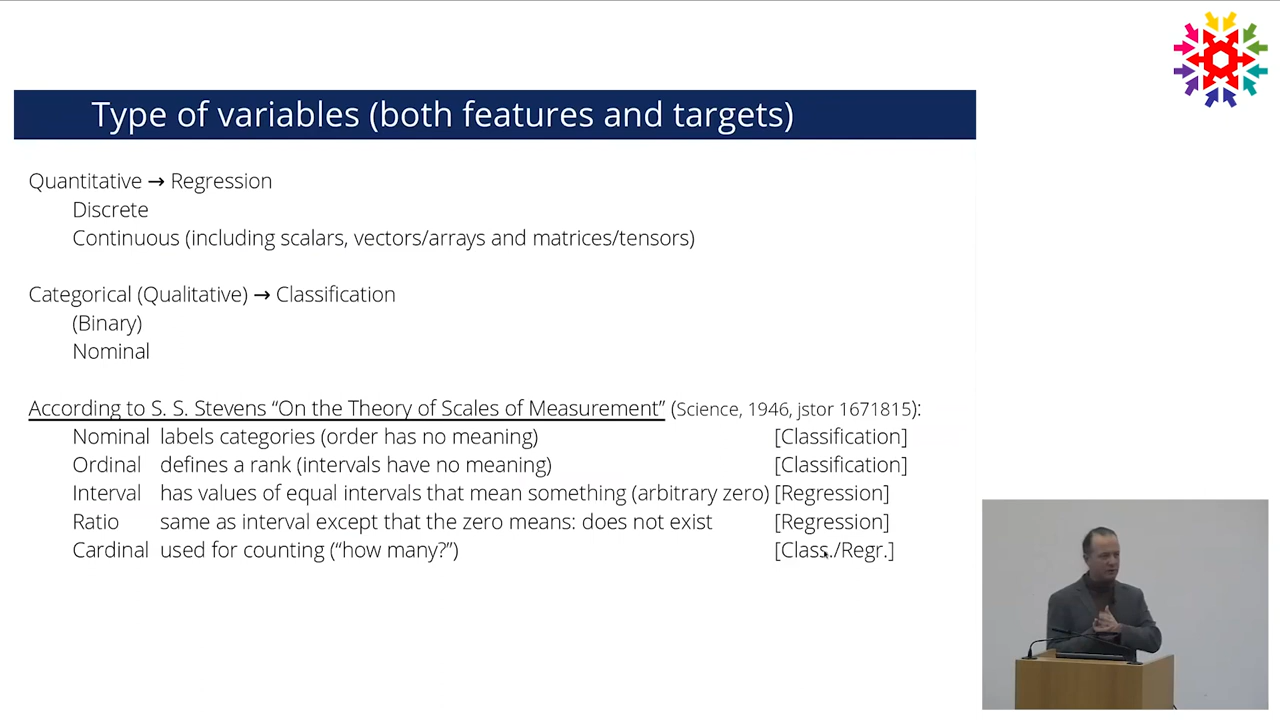 Type of variables (both features and targets)
Quantitative → Regression
Discrete
Continuous (including scalars, vectors/arrays and matrices/tensors)
Categorical (Qualitative) → Classification
(Binary)
Nominal
According to S. S. Stevens “On the Theory of Scales of Measurement” (Science, 1946, jstor 1671815):
Nominal labels categories (order has no meaning) [Classification]
Ordinal defines a rank (intervals have no meaning) [Classification]
Interval has values of equal intervals that mean something (arbitrary zero) [Regression]
Ratio same as interval except that the zero means: does not exist [Regression]
Cardinal used for counting (“how many?”) [Class./Regr.]